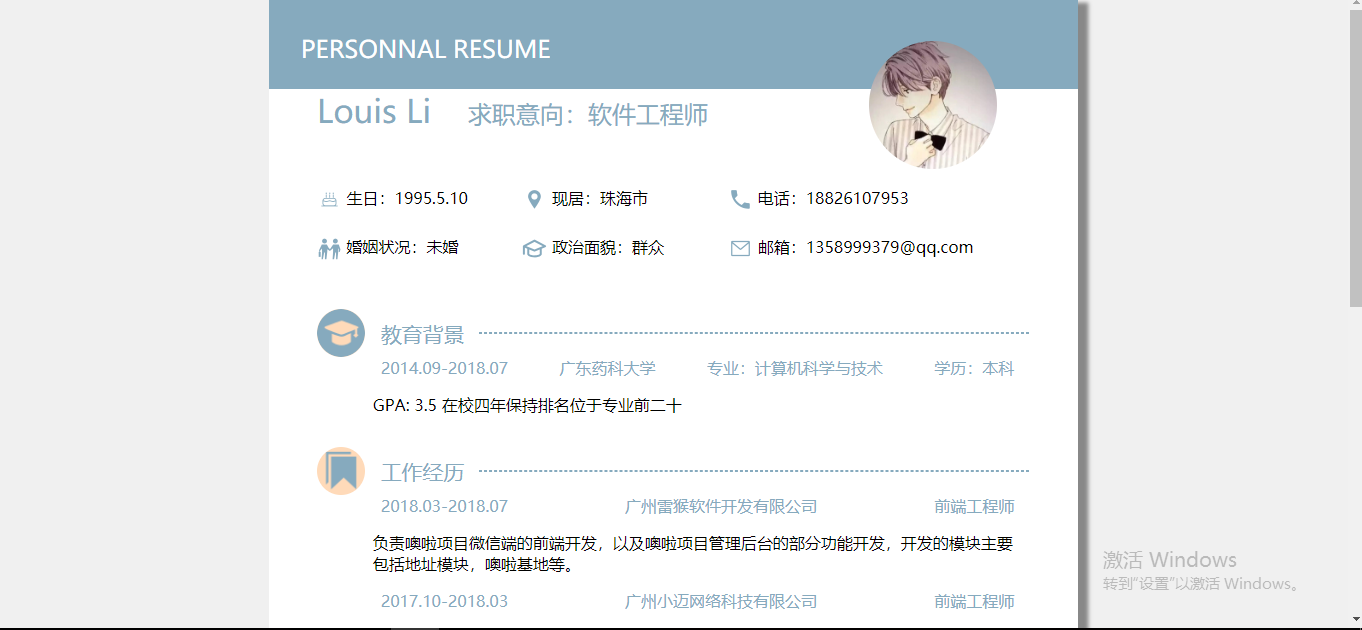 PERSONNAL RESUME
Louis Li 求职意向：软件工程师
生日：1995.5.10 现居：珠海市 电话：18826107953
婚姻状况：未婚 政治面貌：群众 邮箱：1358999379@qq.com
教育背景
2014.09-2018.07 广东药科大学 专业：计算机科学与技术 学历：本科
GPA: 3.5 在校四年保持排名位于专业前二十
工作经历
2018.03-2018.07 广州雷猴软件开发有限公司 前端工程师
负责噢啦项目微信端的前端开发，以及噢啦项目管理后台的部分功能开发，开发的模块主要
包括地址模块，噢啦基地等。
2017.10-2018.03 广州小迈网络科技有限公司 前端工程师
激活 Windows
转到"设置"以激活 Windows。